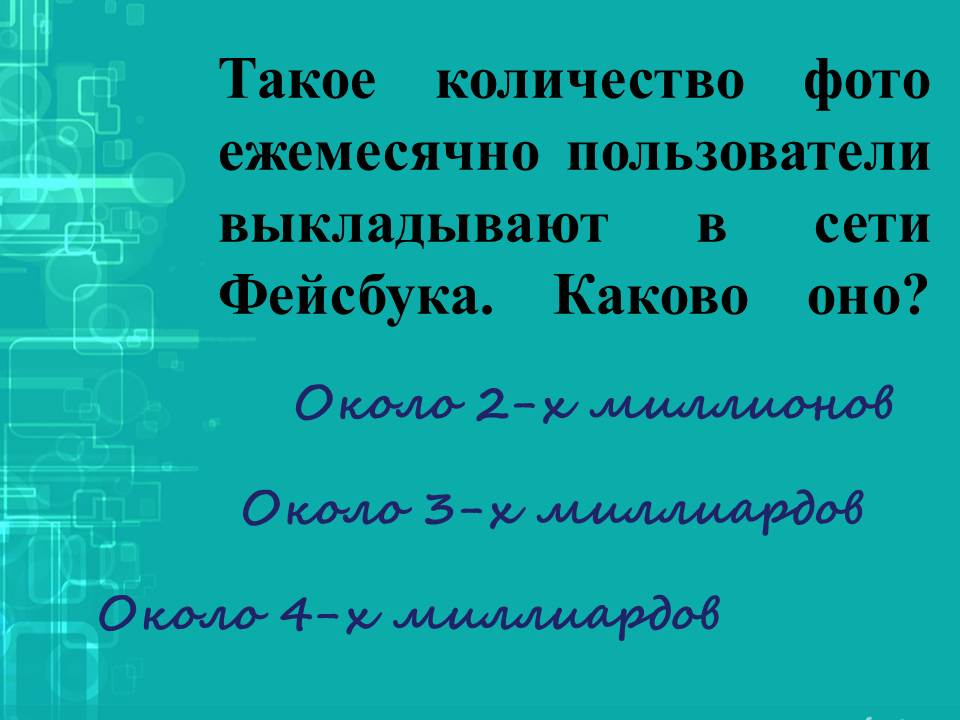 Такое количество фото
ежемесячно пользователи
выкладывают в сети
Фейсбука. Каково оно?
Около 2-х миллионов
Около 3-х миллиардов
Около 4-х миллиардов